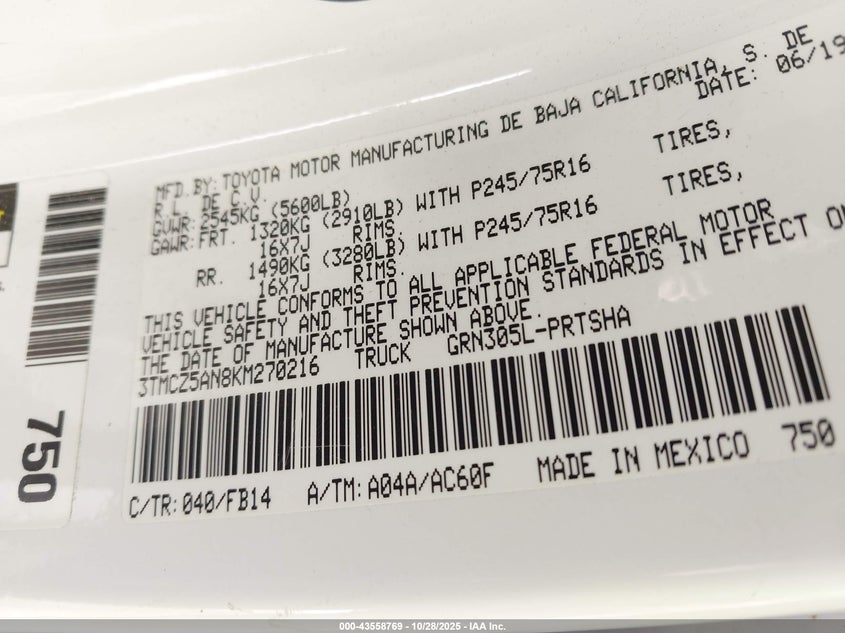 MFD. BY: TOYOTA MOTOR MANUFACTURING DE BAJA CALIFORNIA, S. DE
R.L. DE C.V. DATE: 06/19
GVWR: 2545KG (5600LB)
GAWR: FRT. 1320KG (2910LB) WITH P245/75R16 TIRES,
16X7J RIMS.
RR. 1490KG (3280LB) WITH P245/75R16 TIRES,
16X7J RIMS.
THIS VEHICLE CONFORMS TO ALL APPLICABLE FEDERAL MOTOR
VEHICLE SAFETY AND THEFT PREVENTION STANDARDS IN EFFECT ON
THE DATE OF MANUFACTURE SHOWN ABOVE.
3TMCZ5AN8KM270216 TRUCK GRN305L-PRTSHA
C/TR: 040/FB14 A/TM: A04A/AC60F MADE IN MEXICO 750
750
000-43558769 - 10/28/2025 - IAA Inc.